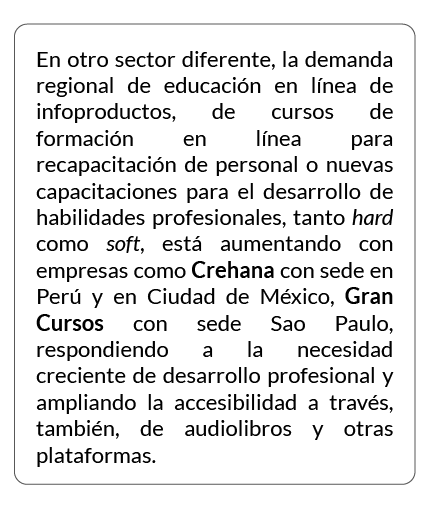 En otro sector diferente, la demanda
regional de educación en línea de
infoproductos, de cursos de
formación en línea para
recapacitación de personal o nuevas
capacitaciones para el desarrollo de
habilidades profesionales, tanto hard
como soft, está aumentando con
empresas como Crehana con sede en
Perú y en Ciudad de México, Gran
Cursos con sede Sao Paulo,
respondiendo a la necesidad
creciente de desarrollo profesional y
ampliando la accesibilidad a través,
también, de audiolibros y otras
plataformas.